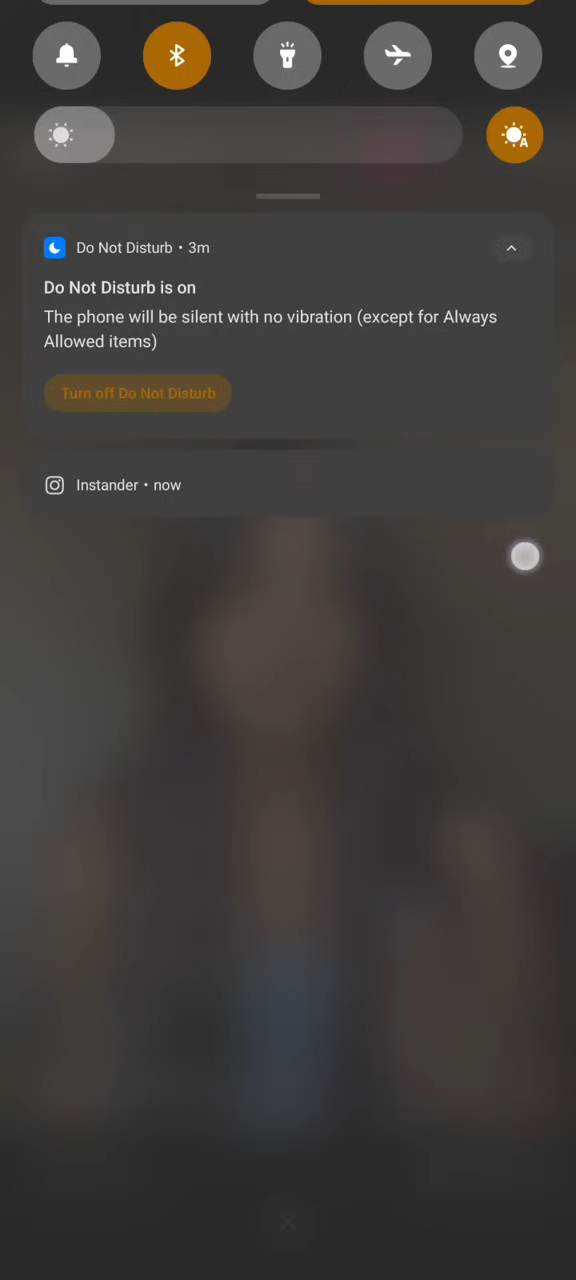 A
Do Not Disturb • 3m
Do Not Disturb is on
The phone will be silent with no vibration (except for Always
Allowed items)
Turn off Do Not Disturb
Instander • now